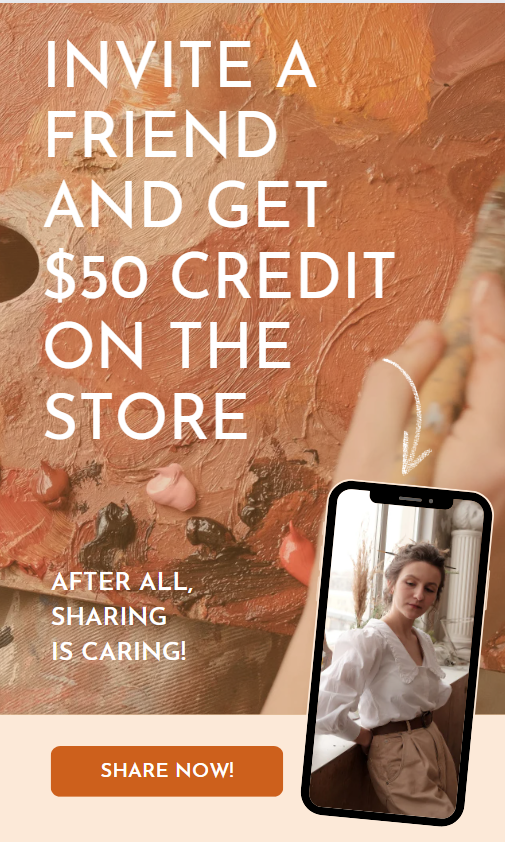 INVITE A
FRIEND
AND GET
$50 CREDIT
ON THE
STORE
AFTER ALL,
SHARING
IS CARING!
SHARE NOW!